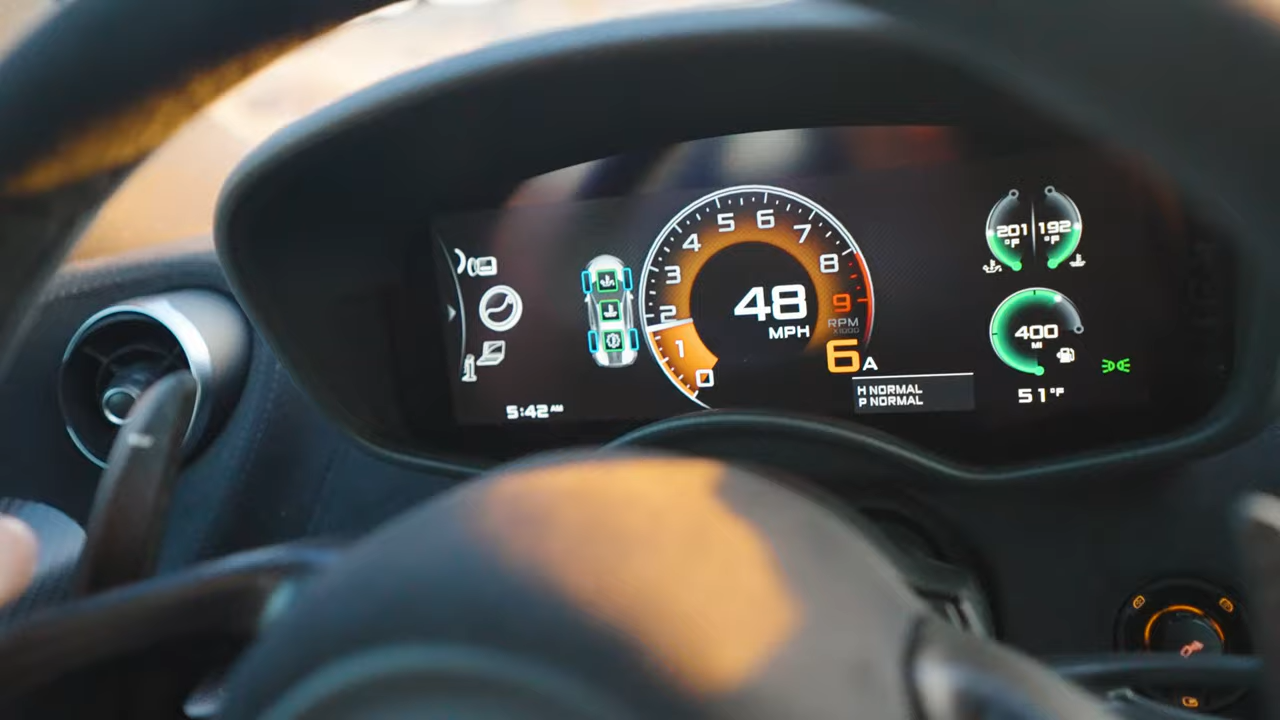 5:42 AM
0
1
2
3
4
5
6
7
8
9
RPM
X1000
48
MPH
6 A
H NORMAL
P NORMAL
201 °F
192 °F
400
MI
51°F